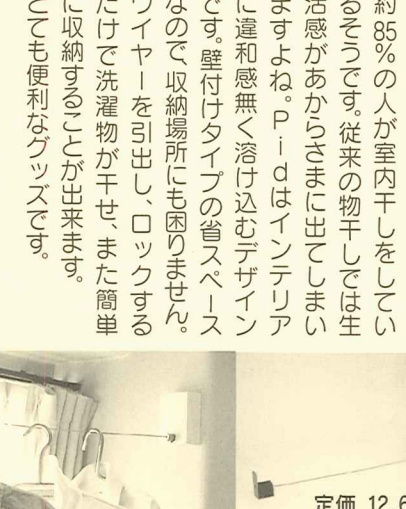 約85%の人が室内干しをしてい
るそうです。従来の物干しでは生
活感があからさまに出てしまい
ますよね。Pidはインテリア
に違和感無く溶け込むデザイン
です。壁付けタイプの省スペース
なので、収納場所にも困りません。
ワイヤーを引出し、ロックする
だけで洗濯物が干せ、また簡単
に収納することが出来ます。
とても便利なグッズです。
定価 12,6